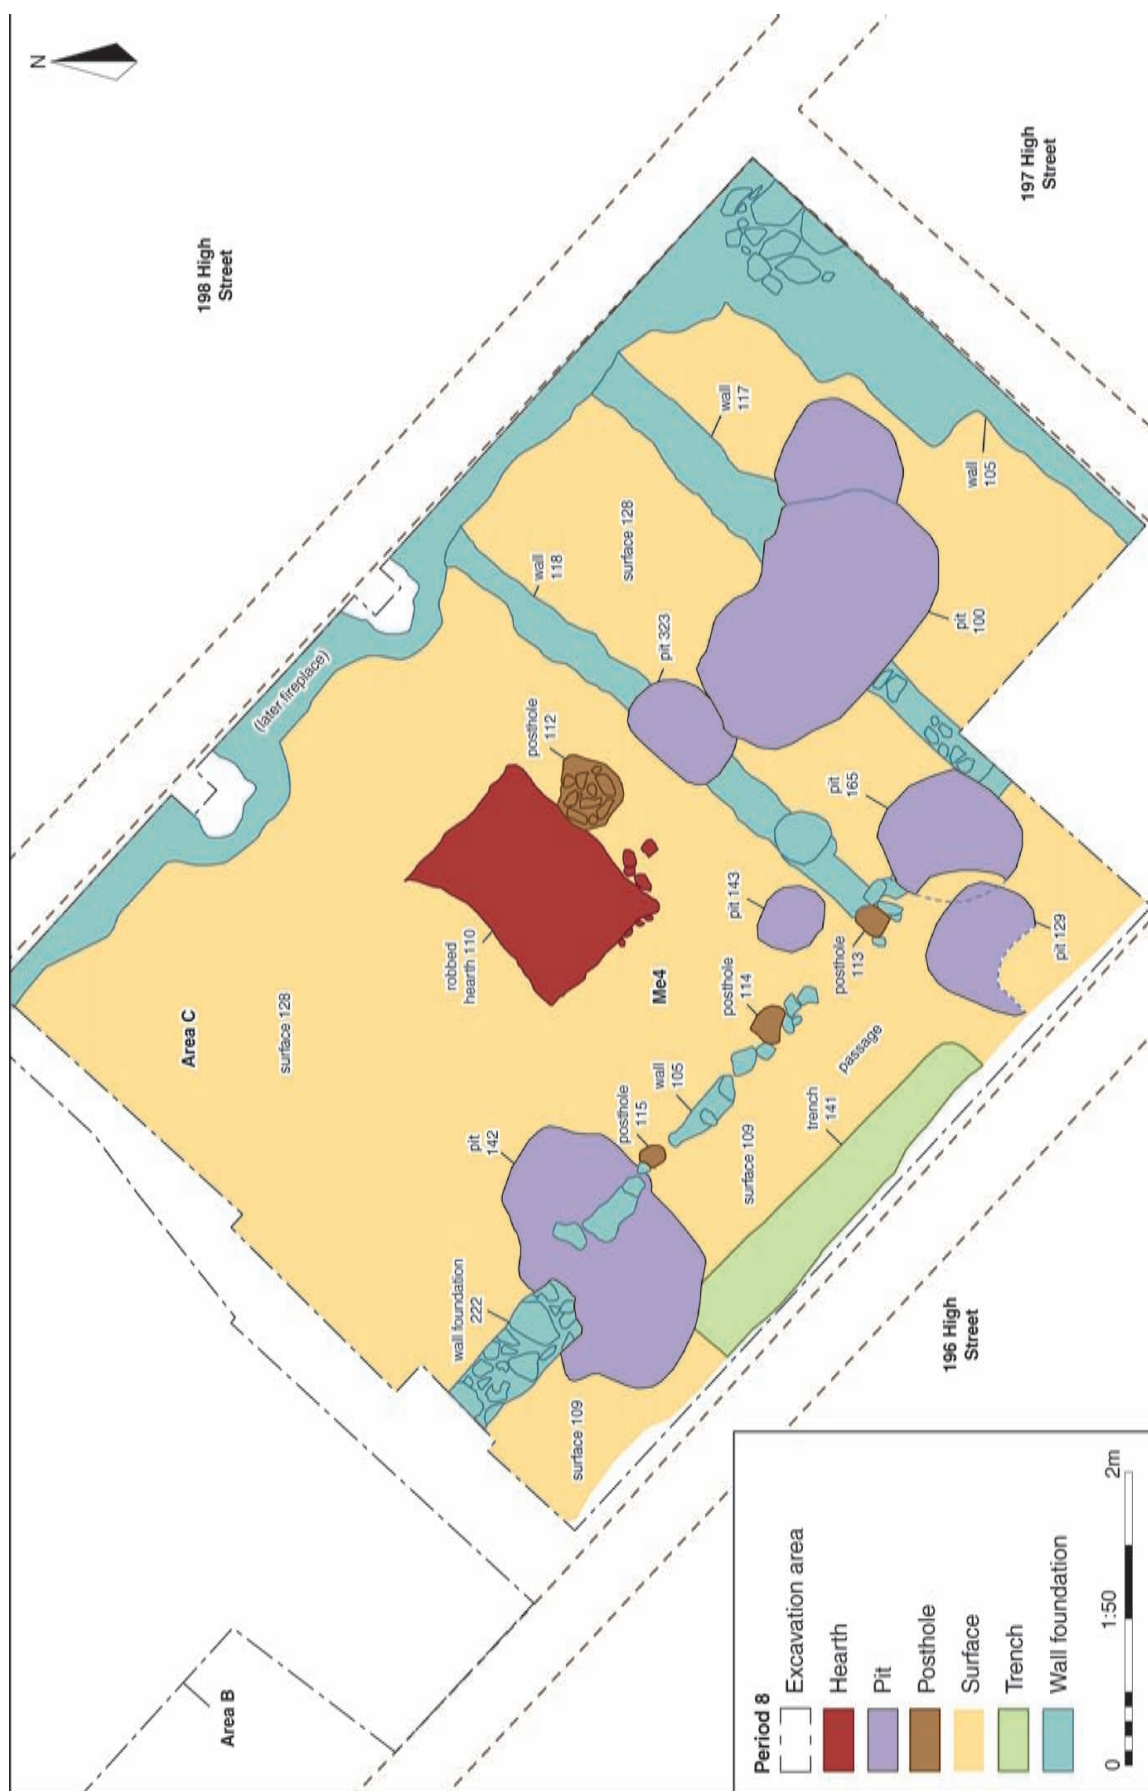 N
Area B
Area C
198 High
Street
(later fireplace)
surface 128
robbed
hearth 110
wall foundation
222
pit
142
posthole
112
wall
118
surface 109
posthole
115
wall
105
Me4
pit 323
surface 128
surface 109
posthole
114
pit 143
wall
117
trench
141
passage
posthole
113
pit
165
pit
100
wall
105
pit 129
196 High
Street
197 High
Street
Period 8
Excavation area
Hearth
Pit
Posthole
Surface
Trench
Wall foundation
0
1:50
2m